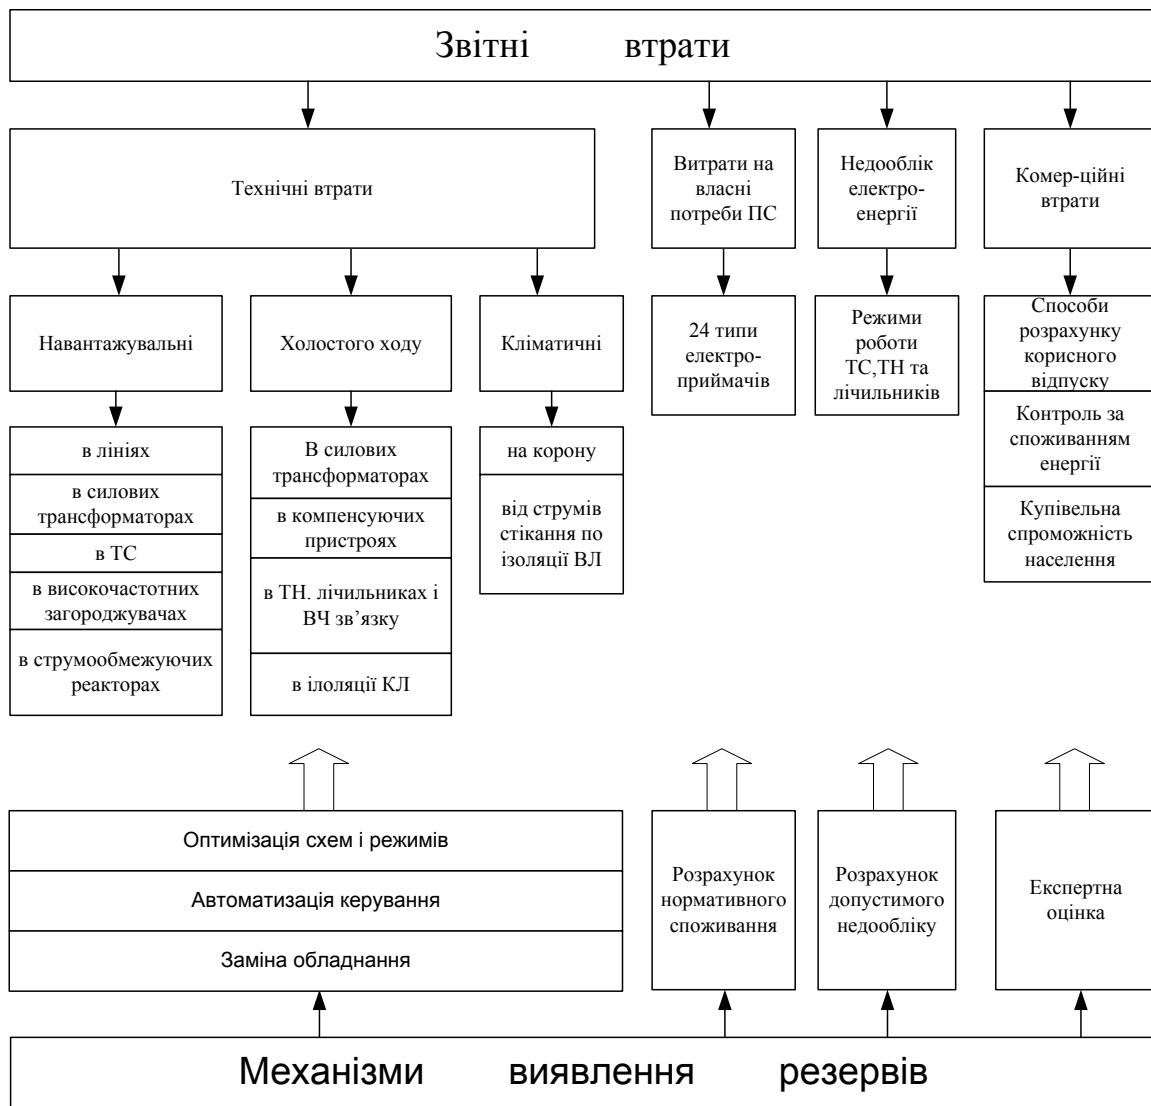 Звітні втрати
Технічні втрати
Витрати на
власні
потреби ПС
Недооблік
електро-
енергії
Комер-ційні
втрати
Навантажувальні
Холостого ходу
Кліматичні
24 типи
електро-
приймачів
Режими
роботи
ТС,ТН та
лічильників
Способи
розрахунку
корисного
відпуску
Контроль за
споживанням
енергії
Купівельна
спроможність
населення
в лініях
в силових
трансформаторах
в ТС
в високочастотних
загороджувачах
в струмообмежуючих
реакторах
В силових
трансформаторах
в компенсуючих
пристроях
в ТН. лічильниках і
ВЧ зв’язку
в ілоляції КЛ
на корону
від струмів
стікання по
ізоляції ВЛ
Оптимізація схем і режимів
Автоматизація керування
Заміна обладнання
Розрахунок
нормативного
споживання
Розрахунок
допустимого
недообліку
Експертна
оцінка
Механізми виявлення резервів